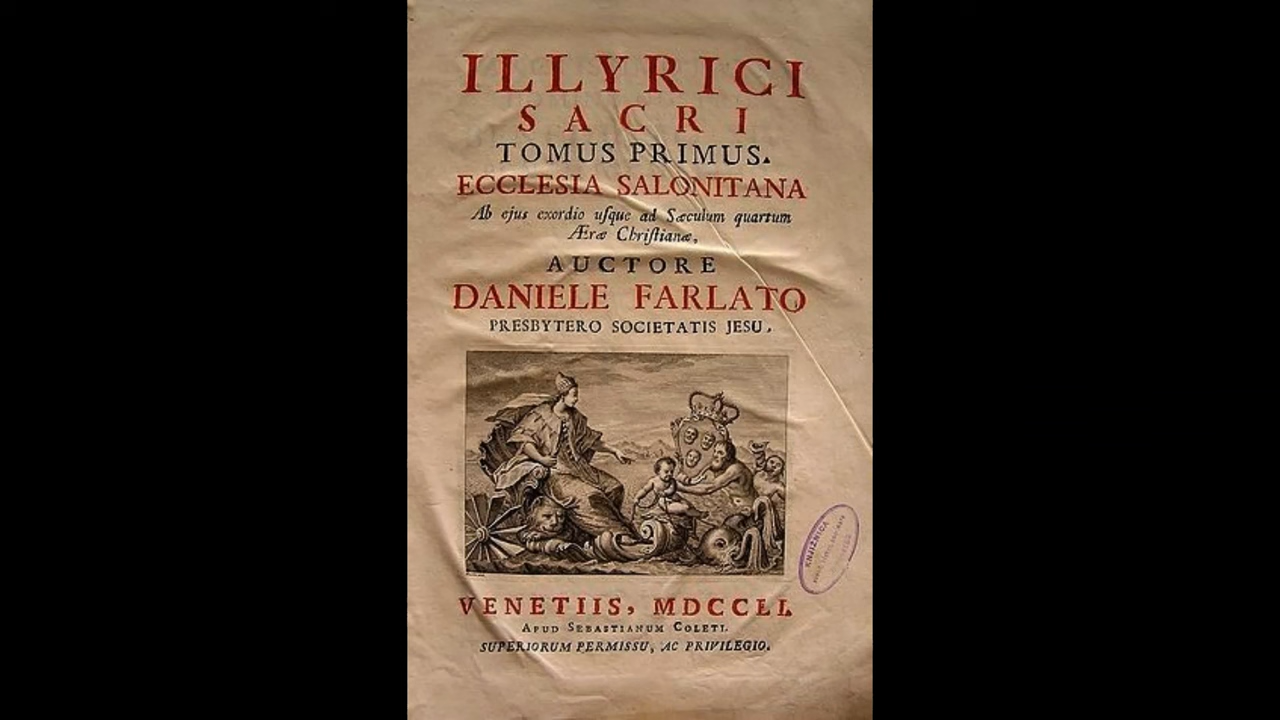 ILLYRICI
SACRI
TOMUS PRIMUS.
ECCLESIA SALONITANA
Ab ejus exordio uſque ad Sæculum quartum
Æræ Chriſtianæ,
AUCTORE
DANIELE FARLATO
PRESBYTERO SOCIETATIS JESU,
VENETIIS, MDCCLI.
APUD SEBASTIANUM COLETI.
SUPERIORUM PERMISSU, AC PRIVILEGIO.
KNJIŽNICA